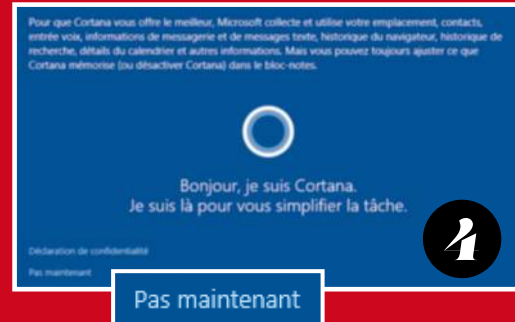 Pour que Cortana vous offre le meilleur, Microsoft collecte et utilise votre emplacement, contacts,
entrée voix, informations de messagerie et de messages texte, historique du navigateur, historique de
recherche, détails du calendrier et autres informations. Mais vous pouvez toujours ajuster ce que
Cortana mémorise (ou désactiver Cortana) dans le bloc-notes.
Bonjour, je suis Cortana.
Je suis là pour vous simplifier la tâche.
Déclaration de confidentialité
Pas maintenant
4
Pas maintenant